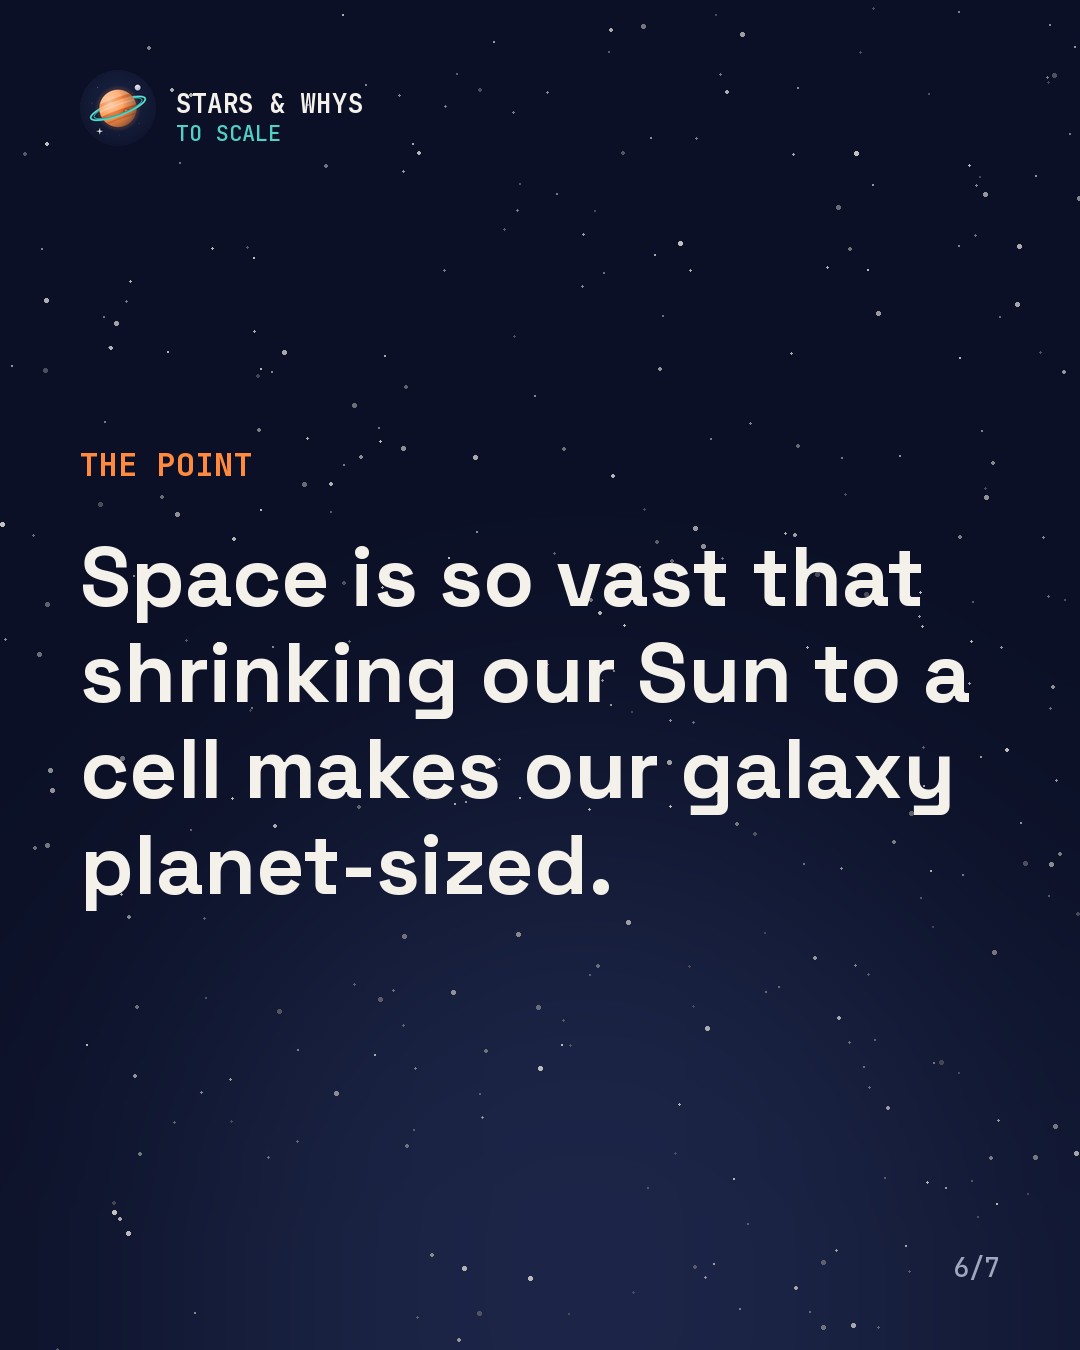 STARS & WHYS
TO SCALE
THE POINT
Space is so vast that
shrinking our Sun to a
cell makes our galaxy
planet-sized.
6/7